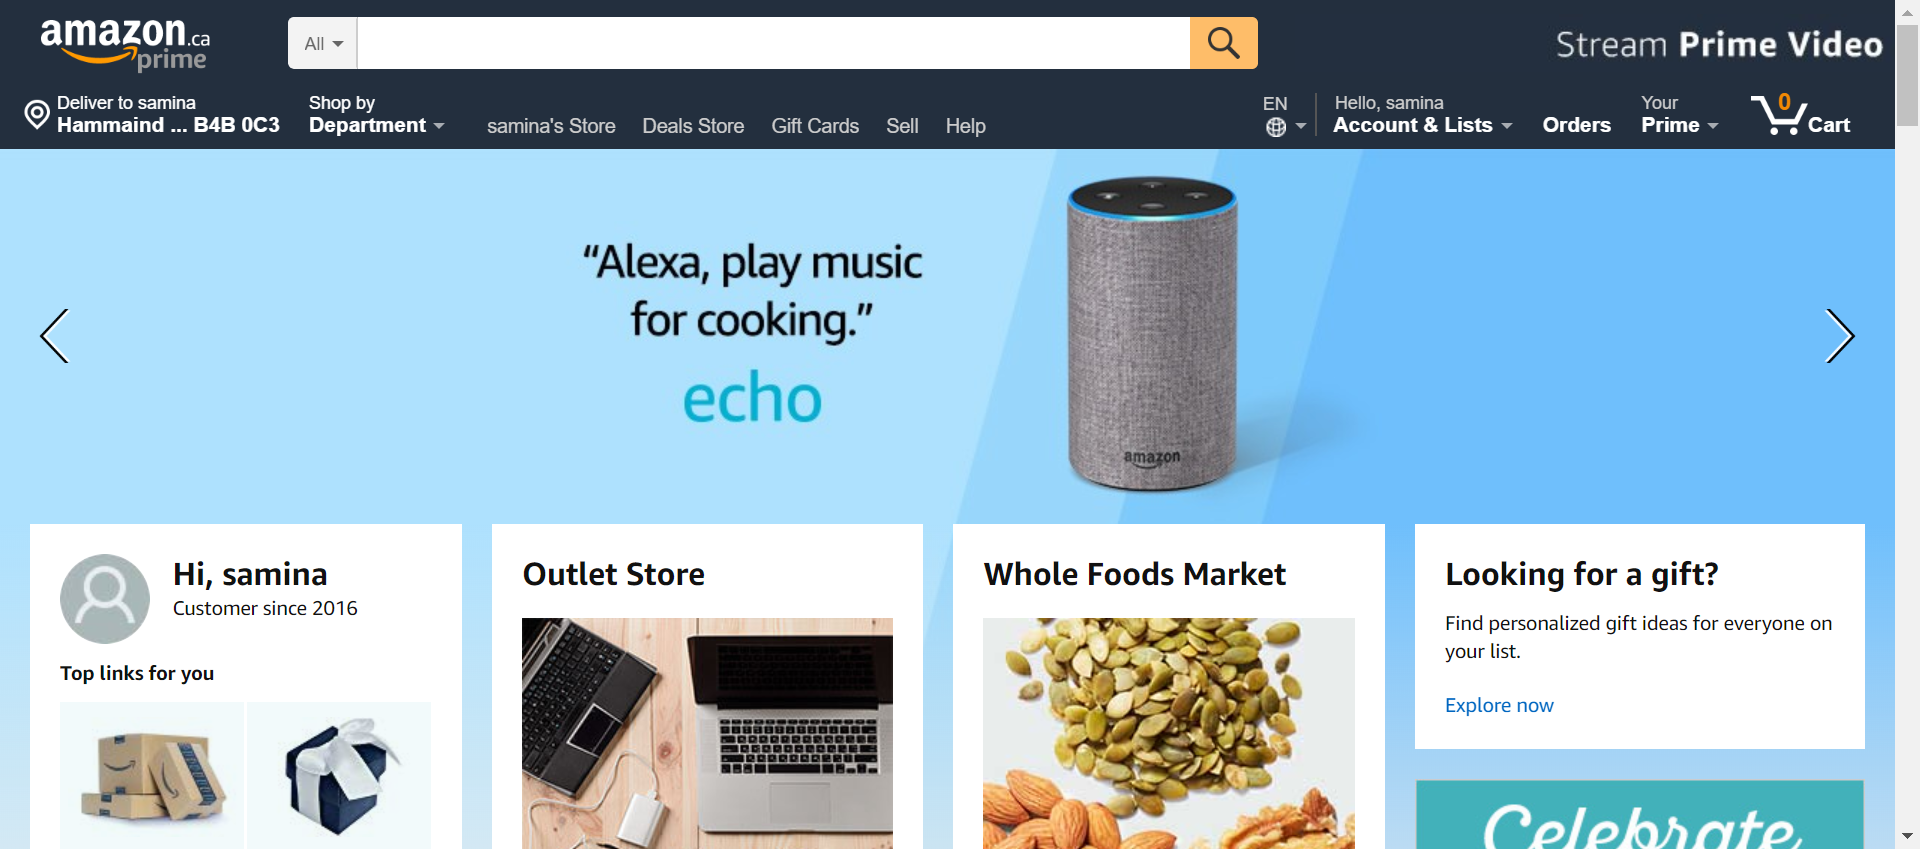 amazon.ca
prime
All
Stream Prime Video
Deliver to samina
Hammaind ... B4B 0C3
Shop by
Department
samina's Store
Deals Store
Gift Cards
Sell
Help
EN
Hello, samina
Account & Lists
Orders
Your
Prime
0
Cart
“Alexa, play music
for cooking.”
echo
amazon
Hi, samina
Customer since 2016
Top links for you
Outlet Store
Whole Foods Market
Looking for a gift?
Find personalized gift ideas for everyone on
your list.
Explore now
Celebrate